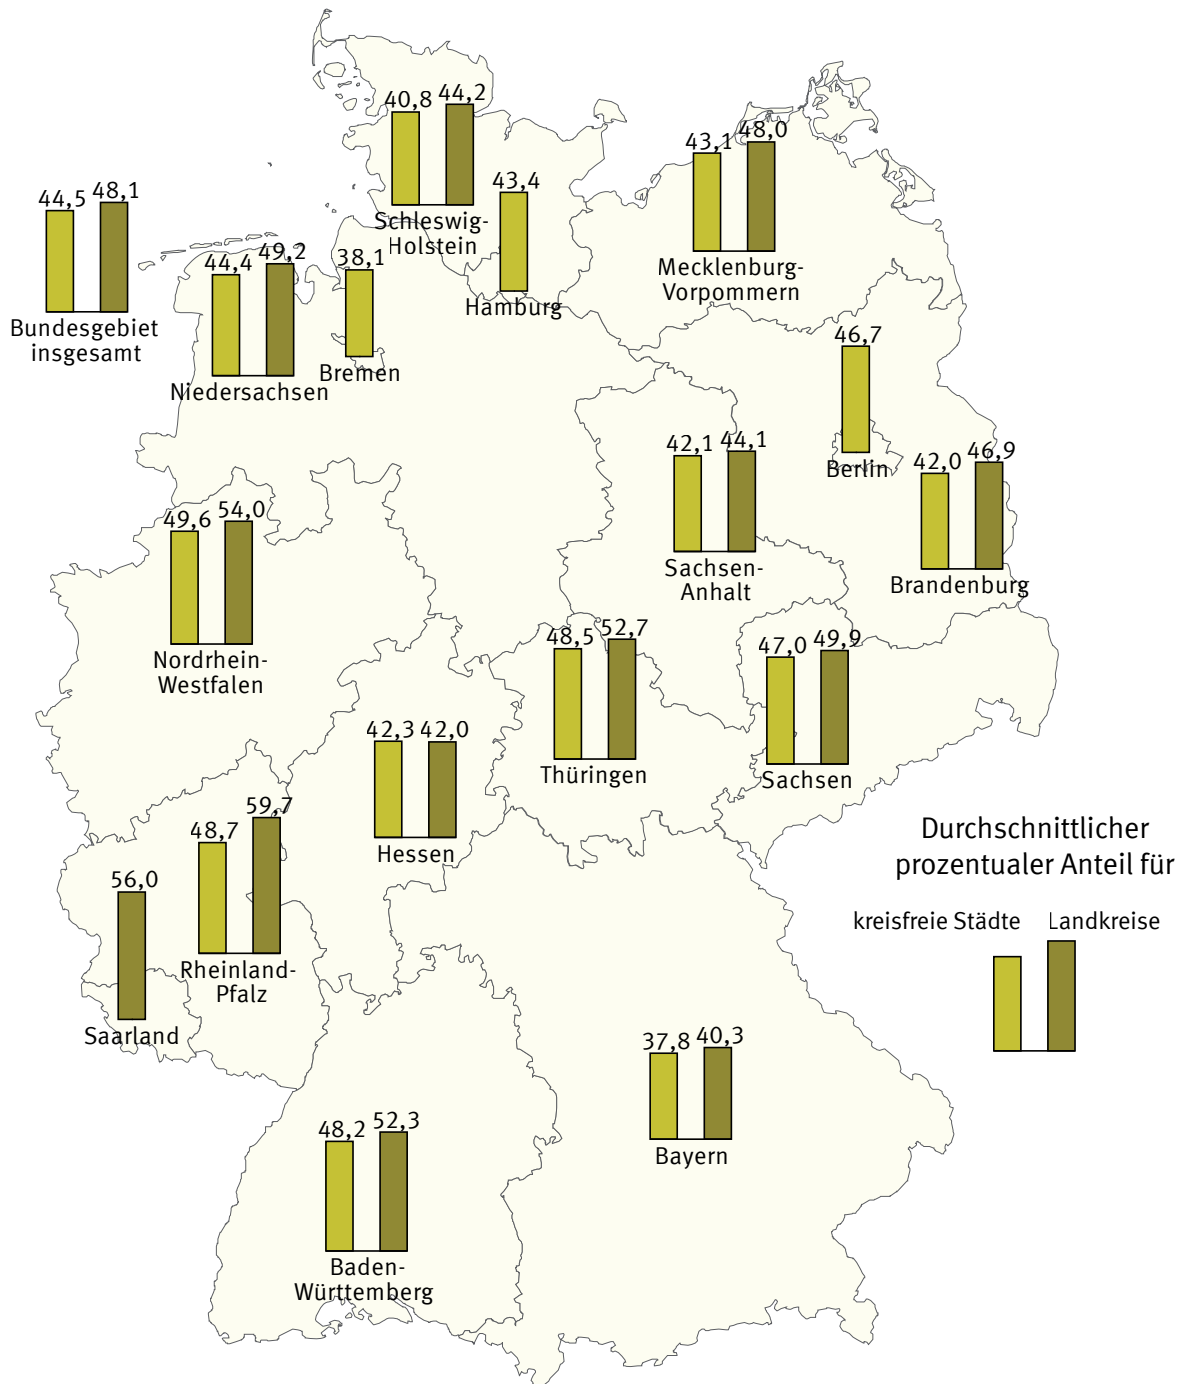 40,8 44,2
Schleswig-
Holstein
43,4
Hamburg
43,1 48,0
Mecklenburg-
Vorpommern
44,5 48,1
Bundesgebiet
insgesamt
44,4 49,2
Niedersachsen
38,1
Bremen
46,7
Berlin
42,0 46,9
Brandenburg
42,1 44,1
Sachsen-
Anhalt
49,6 54,0
Nordrhein-
Westfalen
48,5 52,7
Thüringen
47,0 49,9
Sachsen
42,3 42,0
Hessen
48,7 59,7
Rheinland-
Pfalz
56,0
Saarland
Durchschnittlicher
prozentualer Anteil für
kreisfreie Städte Landkreise
37,8 40,3
Bayern
48,2 52,3
Baden-
Württemberg